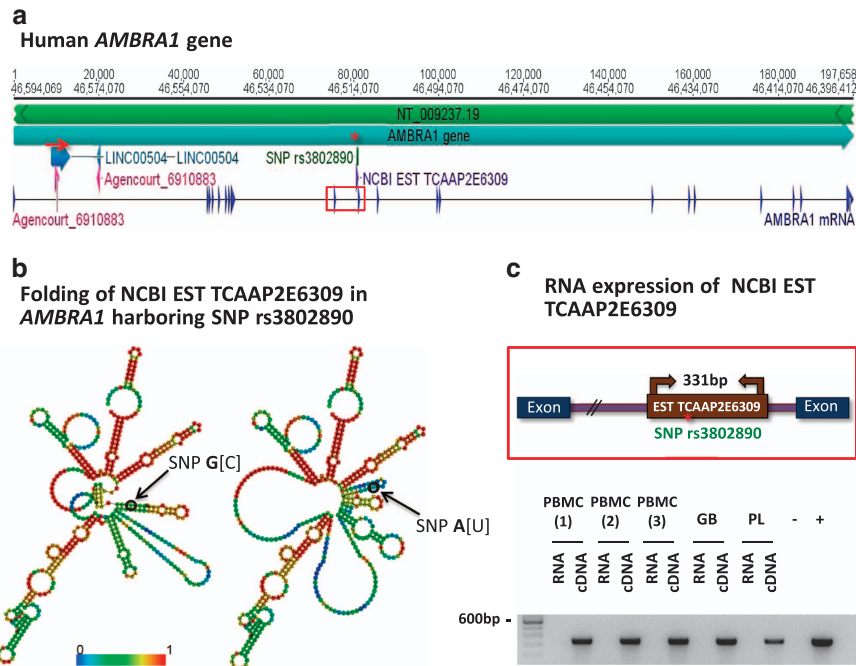 a
Human AMBRA1 gene
1 20,000 40,000 60,000 80,000 100,000 120,000 140,000 160,000 180,000 197,658
46,594,069 46,574,070 46,554,070 46,534,070 46,514,070 46,494,070 46,474,070 46,454,070 46,434,070 46,414,070 46,396,412
NT_009237.19
AMBRA1 gene
LINC00504 LINC00504 SNP rs3802890
Agencourt_6910883 NCBI EST TCAAP2E6309
Agencourt_6910883 AMBRA1 mRNA
b
Folding of NCBI EST TCAAP2E6309 in
AMBRA1 harboring SNP rs3802890
SNP G[C]
SNP A[U]
0 1
c
RNA expression of NCBI EST
TCAAP2E6309
331bp
Exon EST TCAAP2E6309 Exon
SNP rs3802890
PBMC PBMC PBMC
(1) (2) (3) GB PL - +
RNA cDNA RNA cDNA RNA cDNA RNA cDNA RNA cDNA
600bp -